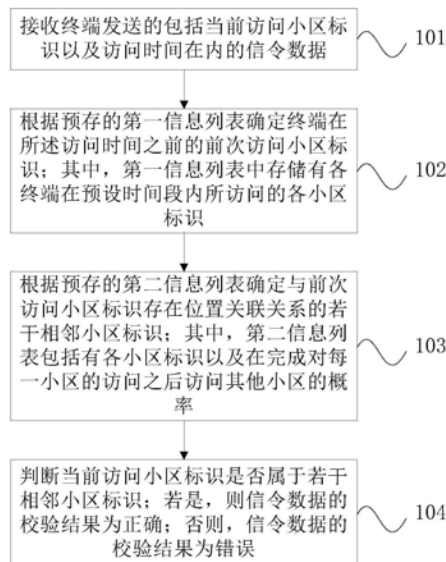 接收终端发送的包括当前访问小区标
识以及访问时间在内的信令数据
101
根据预存的第一信息列表确定终端在
所述访问时间之前的前次访问小区标
识；其中，第一信息列表中存储有各
终端在预设时间段内所访问的各小区
标识
102
根据预存的第二信息列表确定与前次
访问小区标识存在位置关联关系的若
干相邻小区标识；其中，第二信息列
表包括有各小区标识以及在完成对每
一小区的访问之后访问其他小区的概
率
103
判断当前访问小区标识是否属于若干
相邻小区标识；若是，则信令数据的
校验结果为正确；否则，信令数据的
校验结果为错误
104